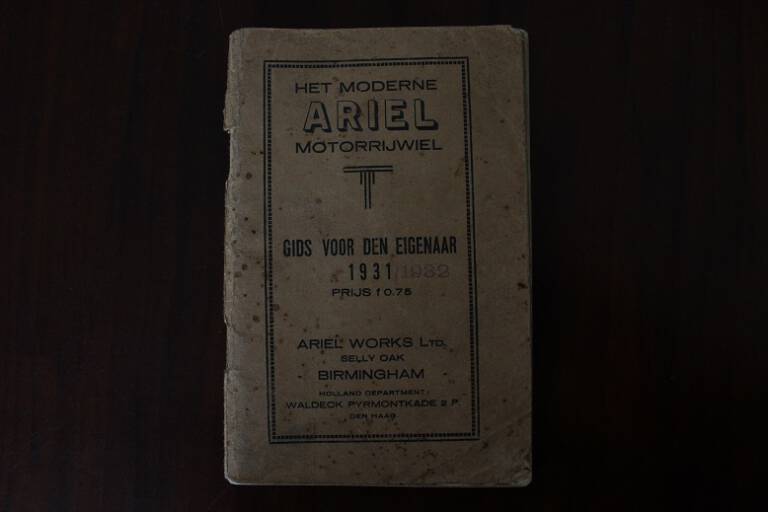 HET MODERNE
ARIEL
MOTORRIJWIEL
GIDS VOOR DEN EIGENAAR
1931/1932
PRIJS f 0.75
ARIEL WORKS LTD.
SELLY OAK
BIRMINGHAM
HOLLAND DEPARTMENT:
WALDECK PYRMONTKADE 2 P.
DEN HAAG